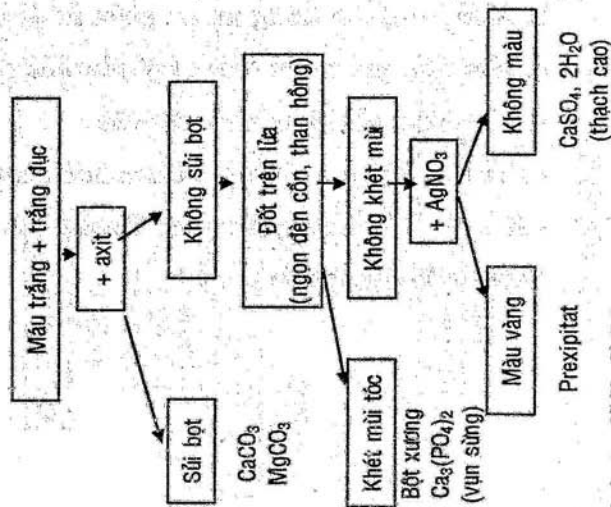 Màu trắng + trắng đục
+ axit
Sủi bọt
Không sủi bọt
CaCO₃
MgCO₃
Đốt trên lửa
(ngọn đèn cồn, than hồng)
Khét mùi tóc
Không khét mùi
Bột xương
Ca₃(PO₄)₂
(vụn sừng)
+ AgNO₃
Màu vàng
Không màu
Prexipitat
CaSO₄, 2H₂O
(thạch cao)